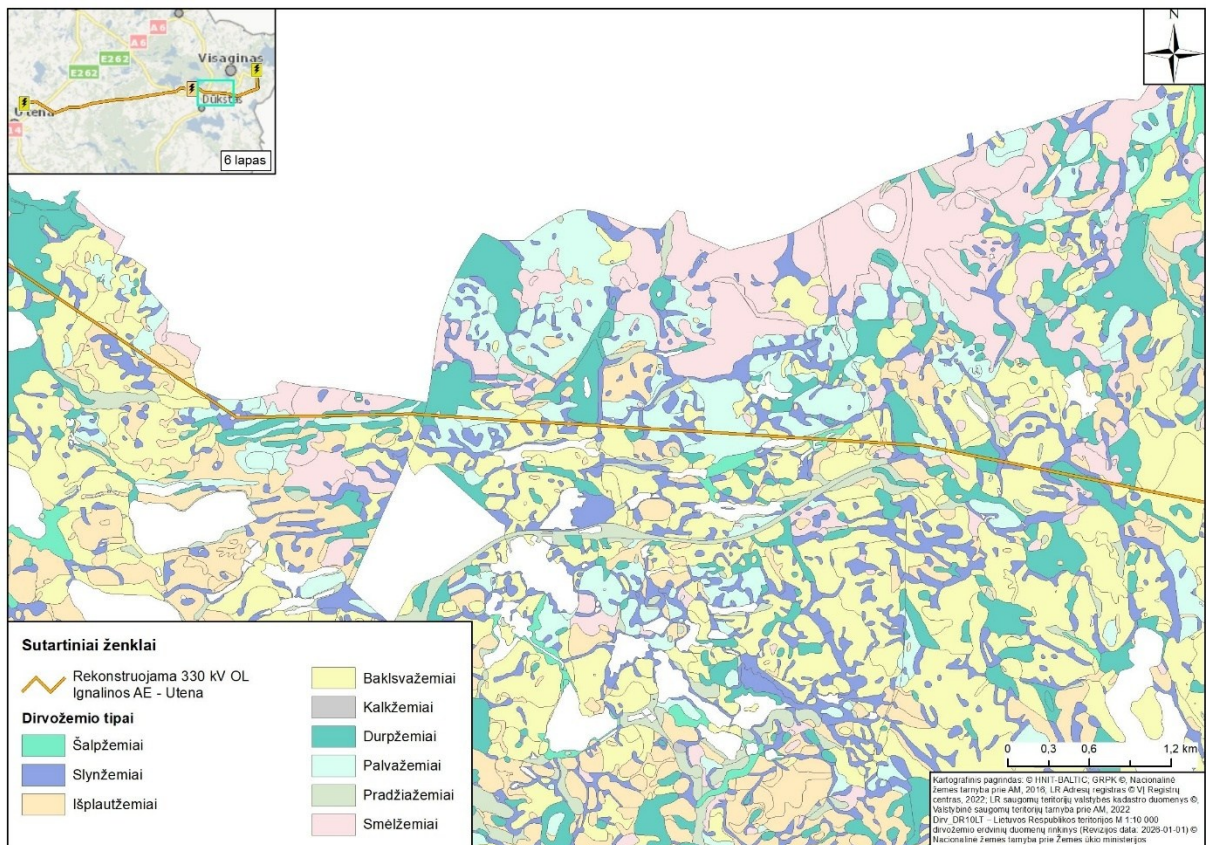 A6
A6
E262
E262
Visaginas
Dūkštas
Utena
6 lapas
N
Sutartiniai ženklai
Rekonstruojama 330 kV OL
Ignalinos AE - Utena
Dirvožemio tipai
Šalpžemiai
Slynžemiai
Išplautžemiai
Baklsvažemiai
Kalkžemiai
Durpžemiai
Palvažemiai
Pradžiažemiai
Smėlžemiai
0 0,3 0,6 1,2 km
Kartografinis pagrindas: © HNIT-BALTIC; GRPK ©, Nacionalinė
žemės tarnyba prie AM, 2016, LR Adresų registras © VĮ Registrų
centras, 2022; LR saugomų teritorijų valstybės kadastro duomenys ©,
Valstybinė saugomų teritorijų tarnyba prie AM, 2022
Dirv_DR10LT – Lietuvos Respublikos teritorijos M 1:10 000
dirvožemio erdvinių duomenų rinkinys (Revizijos data: 2026-01-01) ©
Nacionalinė žemės tarnyba prie Žemės ūkio ministerijos